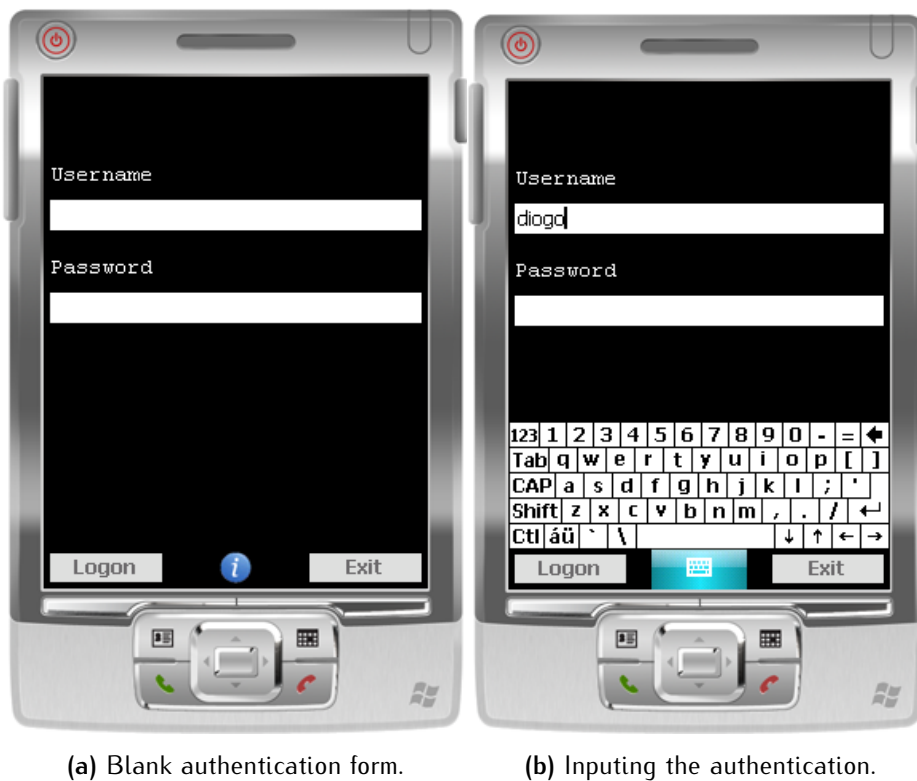 Username
Password
Logon
i
Exit
Username
diogo
Password
123 1 2 3 4 5 6 7 8 9 0 - =
Tab q w e r t y u i o p [ ]
CAP a s d f g h j k l ; '
Shift z x c v b n m , . / ↵
Ctl áü ` \ ↓ ↑ ← →
Logon
Exit
(a) Blank authentication form.
(b) Inputing the authentication.